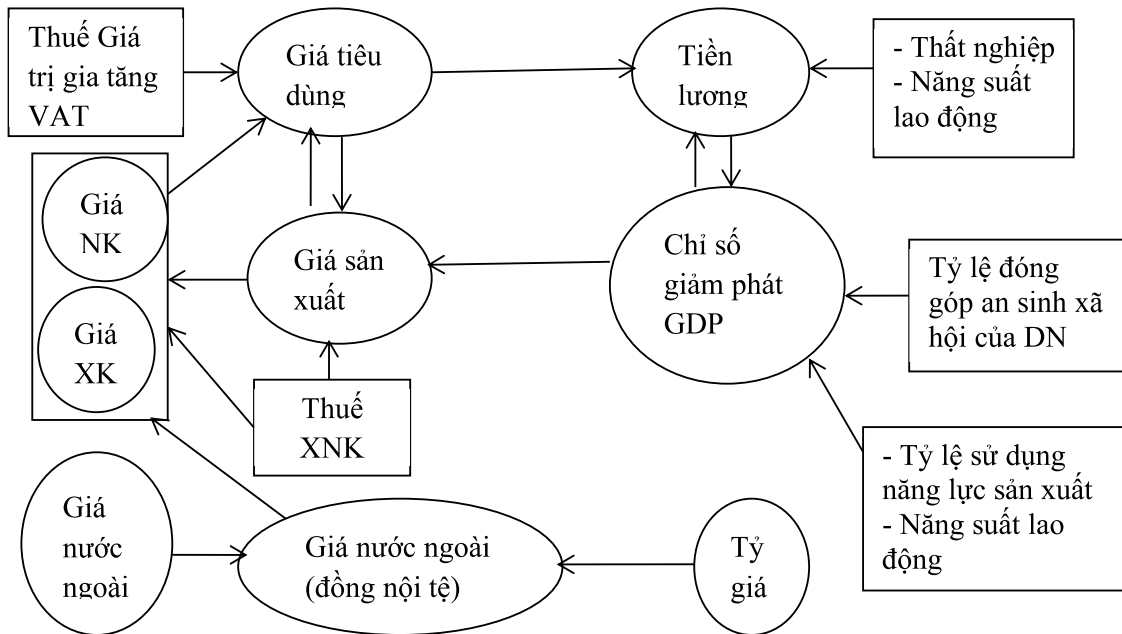 Thuế Giá
trị gia tăng
VAT
Giá tiêu
dùng
Tiền
lương
- Thất nghiệp
- Năng suất
lao động
Giá
NK
Giá
XK
Giá sản
xuất
Chỉ số
giảm phát
GDP
Tỷ lệ đóng
góp an sinh xã
hội của DN
Thuế
XNK
- Tỷ lệ sử dụng
năng lực sản xuất
- Năng suất lao
động
Giá
nước
ngoài
Giá nước ngoài
(đồng nội tệ)
Tỷ
giá